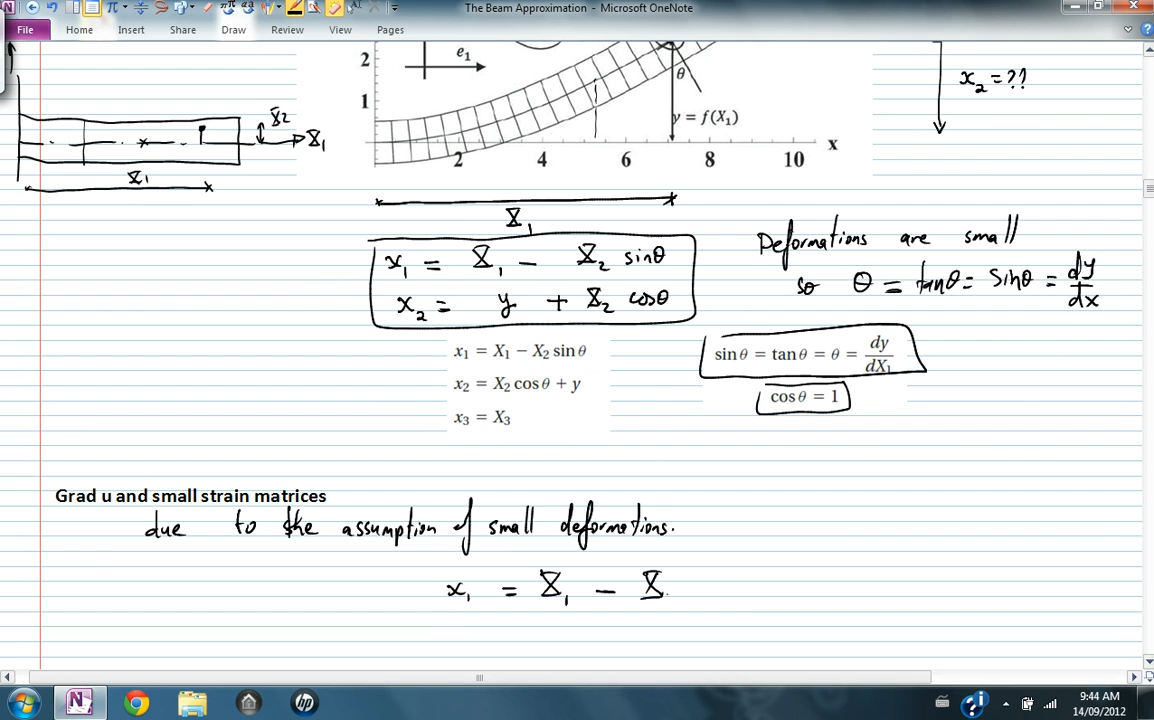 The Beam Approximation - Microsoft OneNote
File Home Insert Share Draw Review View Pages
2
e1
θ
x2 = ??
1
y = f(X1)
X2
X1
x
2 4 6 8 10
X1
X1
x1 = X1 − X2 sinθ
x2 = y + X2 cosθ
Deformations are small
so θ = tanθ = sinθ = dy/dx
x1 = X1 − X2 sin θ
x2 = X2 cos θ + y
x3 = X3
sin θ = tan θ = θ = dy/dX1
cos θ = 1
Grad u and small strain matrices
due to the assumption of small deformations.
x1 = X1 − X
9:44 AM
14/09/2012